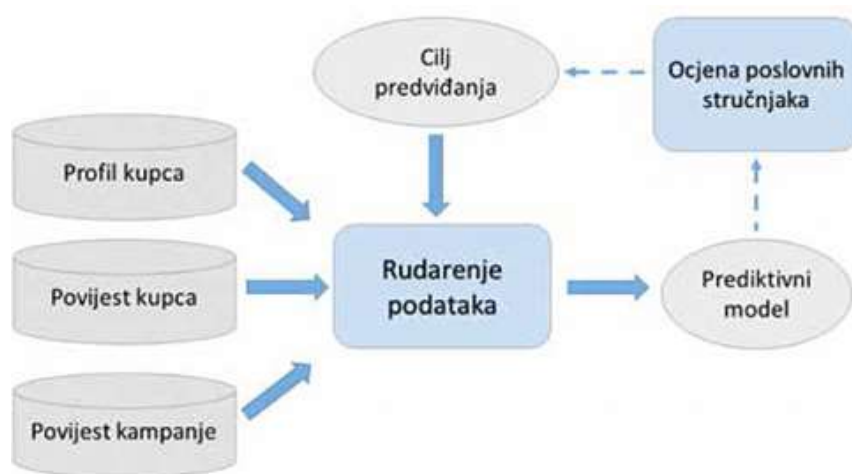 Cilj
predviđanja
Ocjena poslovnih
stručnjaka
Profil kupca
Povijest kupca
Rudarenje
podataka
Prediktivni
model
Povijest kampanje